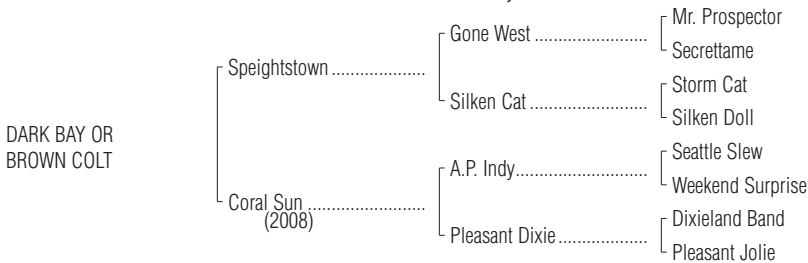 Mr. Prospector
Gone West ....................
Secrettame
Speightstown ....................
Storm Cat
Silken Cat ....................
Silken Doll
DARK BAY OR
BROWN COLT
Seattle Slew
A.P. Indy.......................
Weekend Surprise
Coral Sun .........................
(2008)
Dixieland Band
Pleasant Dixie ...................
Pleasant Jolie